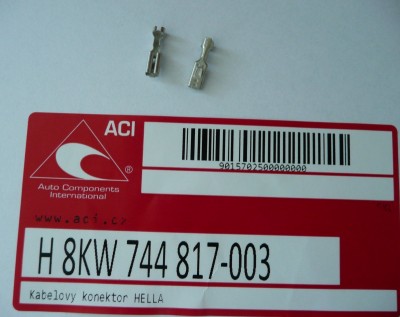 ACI
®
Auto Components
International
9015702500000000
www.aci.cz
H 8KW 744 817-003
Kabelovy konektor HELLA